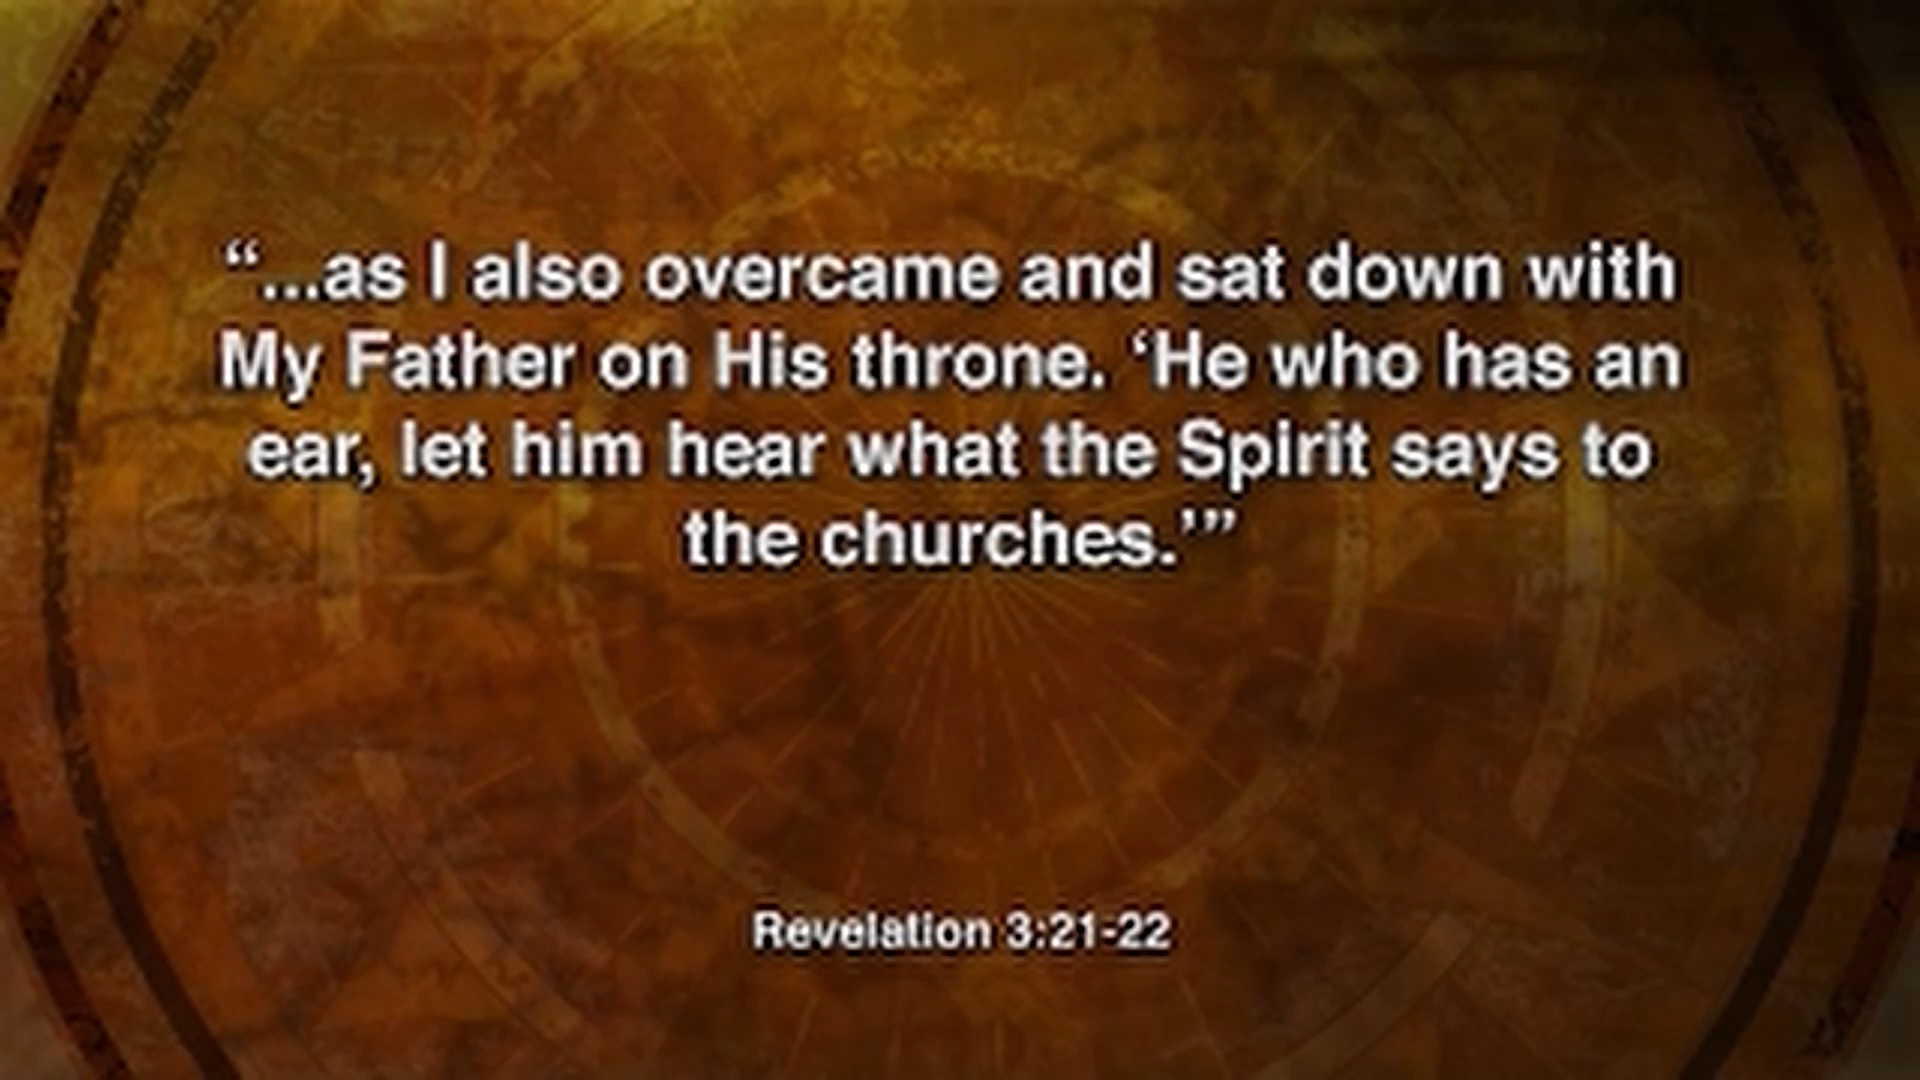 “...as I also overcame and sat down with
My Father on His throne. ‘He who has an
ear, let him hear what the Spirit says to
the churches.’”
Revelation 3:21-22